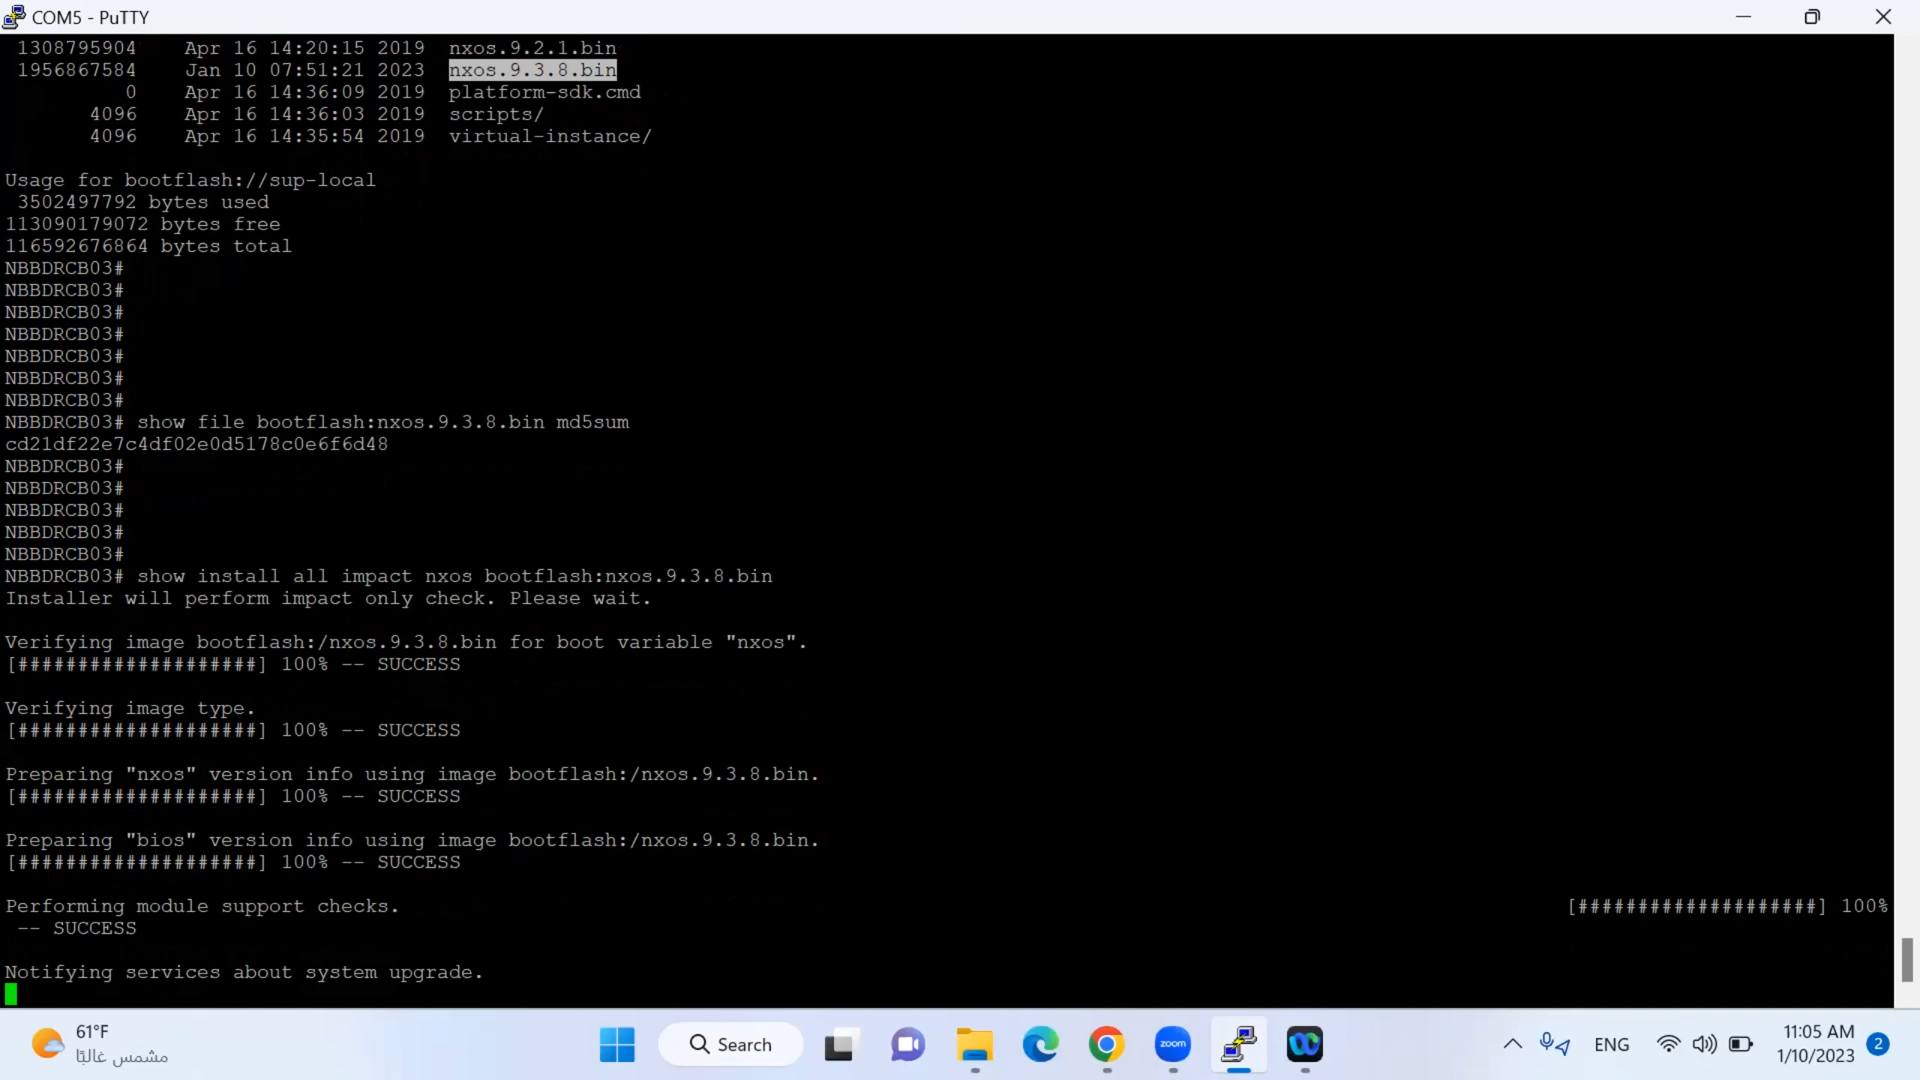 COM5 - PuTTY
1308795904    Apr 16 14:20:15 2019  nxos.9.2.1.bin
1956867584    Jan 10 07:51:21 2023  nxos.9.3.8.bin
0    Apr 16 14:36:09 2019  platform-sdk.cmd
4096    Apr 16 14:36:03 2019  scripts/
4096    Apr 16 14:35:54 2019  virtual-instance/
Usage for bootflash://sup-local
3502497792 bytes used
113090179072 bytes free
116592676864 bytes total
NBBDRCB03#
NBBDRCB03#
NBBDRCB03#
NBBDRCB03#
NBBDRCB03#
NBBDRCB03#
NBBDRCB03#
NBBDRCB03# show file bootflash:nxos.9.3.8.bin md5sum
cd21df22e7c4df02e0d5178c0e6f6d48
NBBDRCB03#
NBBDRCB03#
NBBDRCB03#
NBBDRCB03#
NBBDRCB03#
NBBDRCB03# show install all impact nxos bootflash:nxos.9.3.8.bin
Installer will perform impact only check. Please wait.
Verifying image bootflash:/nxos.9.3.8.bin for boot variable "nxos".
[####################] 100% -- SUCCESS
Verifying image type.
[####################] 100% -- SUCCESS
Preparing "nxos" version info using image bootflash:/nxos.9.3.8.bin.
[####################] 100% -- SUCCESS
Preparing "bios" version info using image bootflash:/nxos.9.3.8.bin.
[####################] 100% -- SUCCESS
Performing module support checks. [####################] 100%
-- SUCCESS
Notifying services about system upgrade.
61°F
مشمس غالبًا
Search
zoom
ENG
11:05 AM
1/10/2023
2